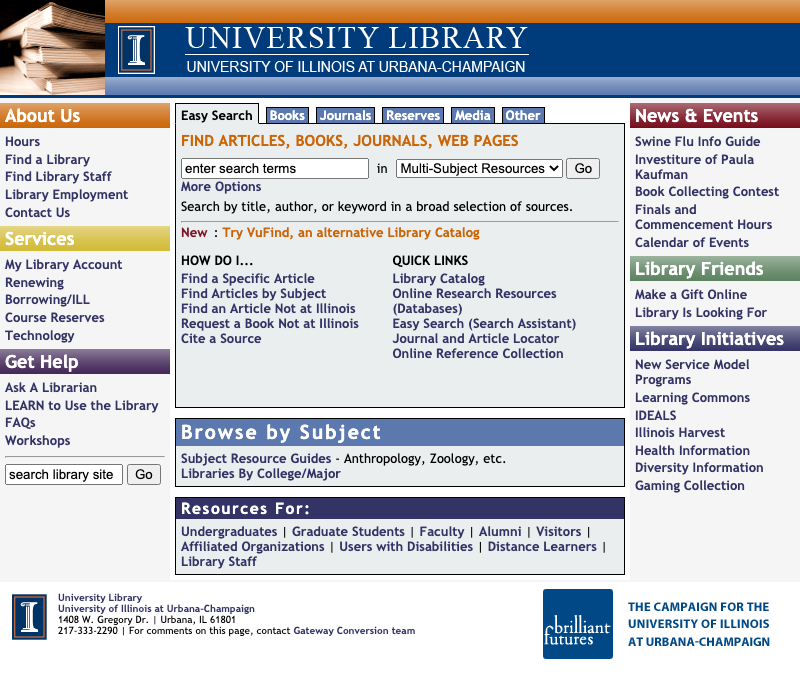 I
UNIVERSITY LIBRARY
UNIVERSITY OF ILLINOIS AT URBANA-CHAMPAIGN
About Us
Hours
Find a Library
Find Library Staff
Library Employment
Contact Us
Services
My Library Account
Renewing
Borrowing/ILL
Course Reserves
Technology
Get Help
Ask A Librarian
LEARN to Use the Library
FAQs
Workshops
search library site Go
Easy Search Books Journals Reserves Media Other
FIND ARTICLES, BOOKS, JOURNALS, WEB PAGES
enter search terms in Multi-Subject Resources Go
More Options
Search by title, author, or keyword in a broad selection of sources.
New : Try VuFind, an alternative Library Catalog
HOW DO I...
Find a Specific Article
Find Articles by Subject
Find an Article Not at Illinois
Request a Book Not at Illinois
Cite a Source
QUICK LINKS
Library Catalog
Online Research Resources
(Databases)
Easy Search (Search Assistant)
Journal and Article Locator
Online Reference Collection
Browse by Subject
Subject Resource Guides - Anthropology, Zoology, etc.
Libraries By College/Major
Resources For:
Undergraduates | Graduate Students | Faculty | Alumni | Visitors |
Affiliated Organizations | Users with Disabilities | Distance Learners |
Library Staff
News & Events
Swine Flu Info Guide
Investiture of Paula
Kaufman
Book Collecting Contest
Finals and
Commencement Hours
Calendar of Events
Library Friends
Make a Gift Online
Library Is Looking For
Library Initiatives
New Service Model
Programs
Learning Commons
IDEALS
Illinois Harvest
Health Information
Diversity Information
Gaming Collection
I
University Library
University of Illinois at Urbana-Champaign
1408 W. Gregory Dr. | Urbana, IL 61801
217-333-2290 | For comments on this page, contact Gateway Conversion team
brilliant
futures
THE CAMPAIGN FOR THE
UNIVERSITY OF ILLINOIS
AT URBANA-CHAMPAIGN